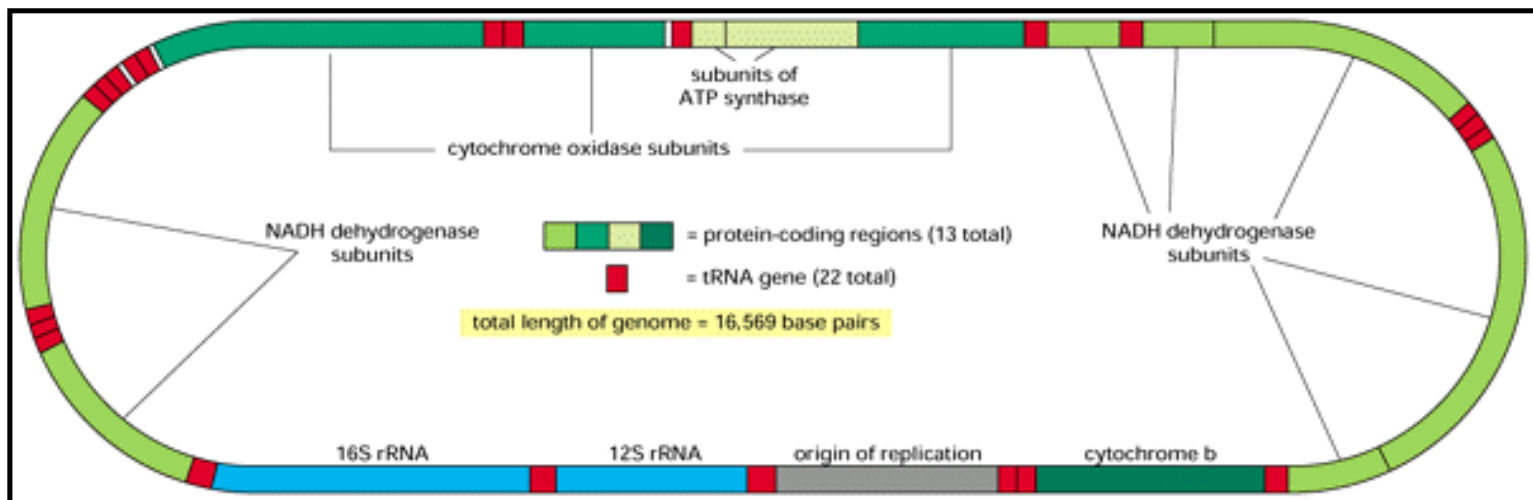 subunits of
ATP synthase
cytochrome oxidase subunits
NADH dehydrogenase
subunits
= protein-coding regions (13 total)
= tRNA gene (22 total)
total length of genome = 16,569 base pairs
NADH dehydrogenase
subunits
16S rRNA
12S rRNA
origin of replication
cytochrome b